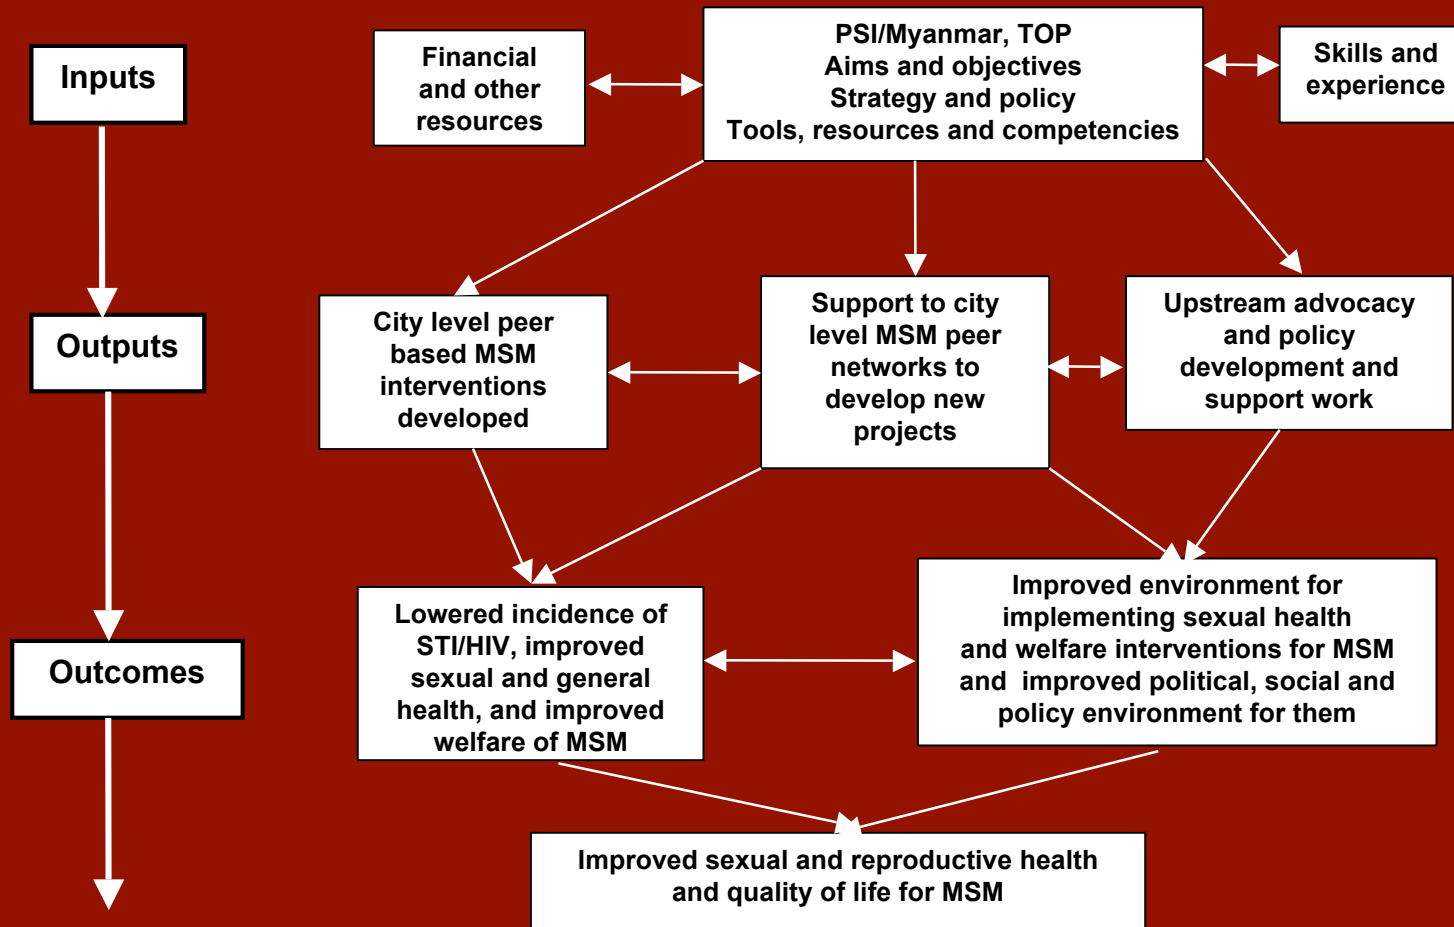 Inputs
Financial
and other
resources
PSI/Myanmar, TOP
Aims and objectives
Strategy and policy
Tools, resources and competencies
Skills and
experience
Outputs
City level peer
based MSM
interventions
developed
Support to city
level MSM peer
networks to
develop new
projects
Upstream advocacy
and policy
development and
support work
Outcomes
Lowered incidence of
STI/HIV, improved
sexual and general
health, and improved
welfare of MSM
Improved environment for
implementing sexual health
and welfare interventions for MSM
and improved political, social and
policy environment for them
Improved sexual and reproductive health
and quality of life for MSM